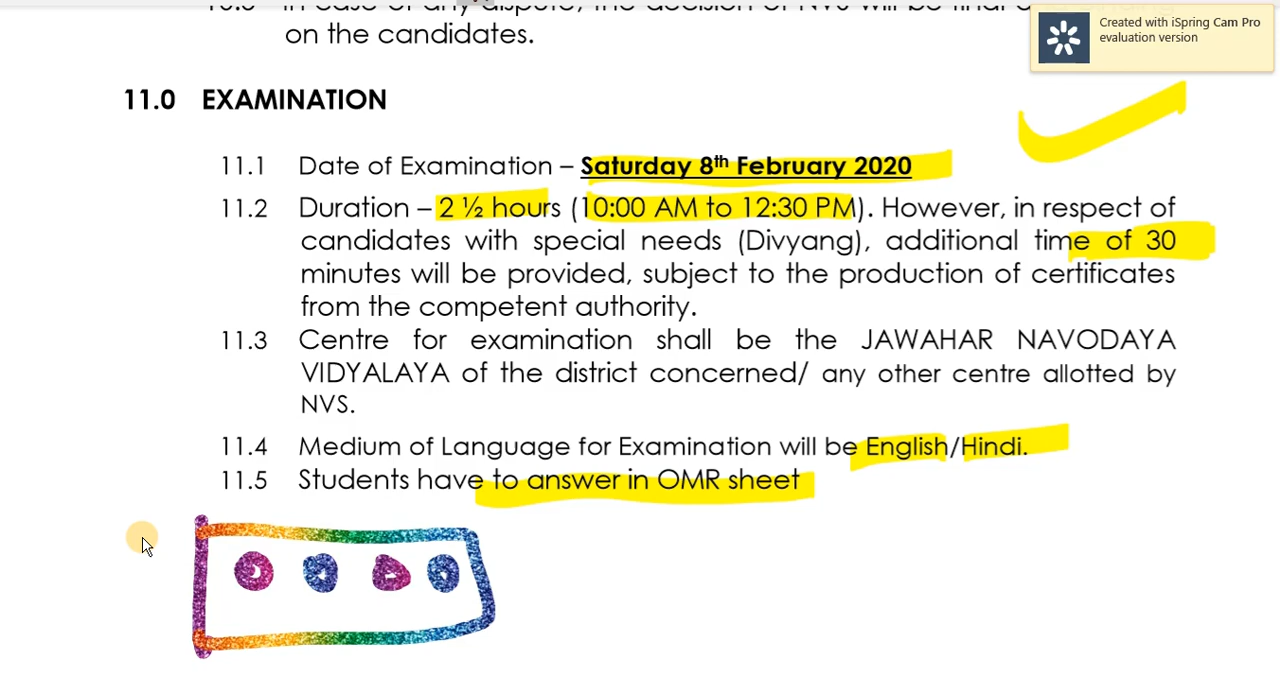 on the candidates.
Created with iSpring Cam Pro
evaluation version
11.0 EXAMINATION
11.1 Date of Examination – Saturday 8th February 2020
11.2 Duration – 2 ½ hours (10:00 AM to 12:30 PM). However, in respect of
candidates with special needs (Divyang), additional time of 30
minutes will be provided, subject to the production of certificates
from the competent authority.
11.3 Centre for examination shall be the JAWAHAR NAVODAYA
VIDYALAYA of the district concerned/ any other centre allotted by
NVS.
11.4 Medium of Language for Examination will be English/Hindi.
11.5 Students have to answer in OMR sheet